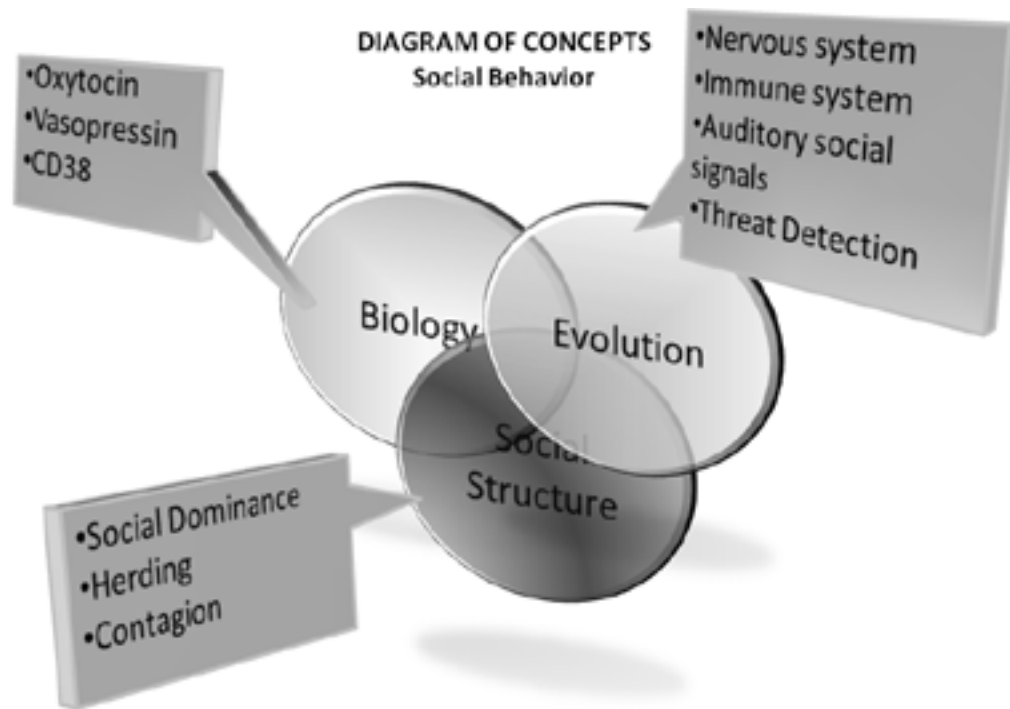 DIAGRAM OF CONCEPTS
Social Behavior
•Oxytocin
•Vasopressin
•CD38
•Nervous system
•Immune system
•Auditory social
signals
•Threat Detection
Biology
Evolution
Social
Structure
•Social Dominance
•Herding
•Contagion